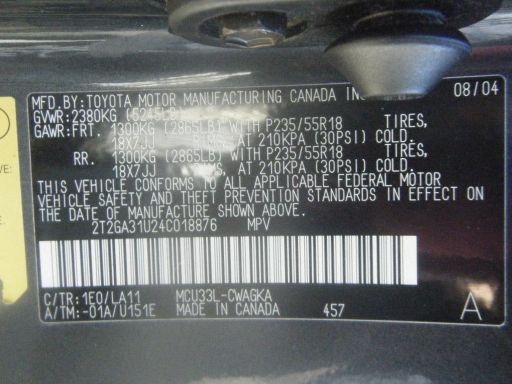 MFD.BY:TOYOTA MOTOR MANUFACTURING CANADA INC. 08/04
GVWR:2380KG (5245LB)
GAWR:FRT. 1300KG (2865LB) WITH P235/55R18 TIRES,
18X7JJ RIMS, AT 210KPA (30PSI) COLD.
RR. 1300KG (2865LB) WITH P235/55R18 TIRES,
18X7JJ RIMS, AT 210KPA (30PSI) COLD.
THIS VEHICLE CONFORMS TO ALL APPLICABLE FEDERAL MOTOR
VEHICLE SAFETY AND THEFT PREVENTION STANDARDS IN EFFECT ON
THE DATE OF MANUFACTURE SHOWN ABOVE.
2T2GA31U24C018876 MPV
C/TR:1E0/LA11 MCU33L-CWAGKA
A/TM:-01A/U151E MADE IN CANADA 457 A